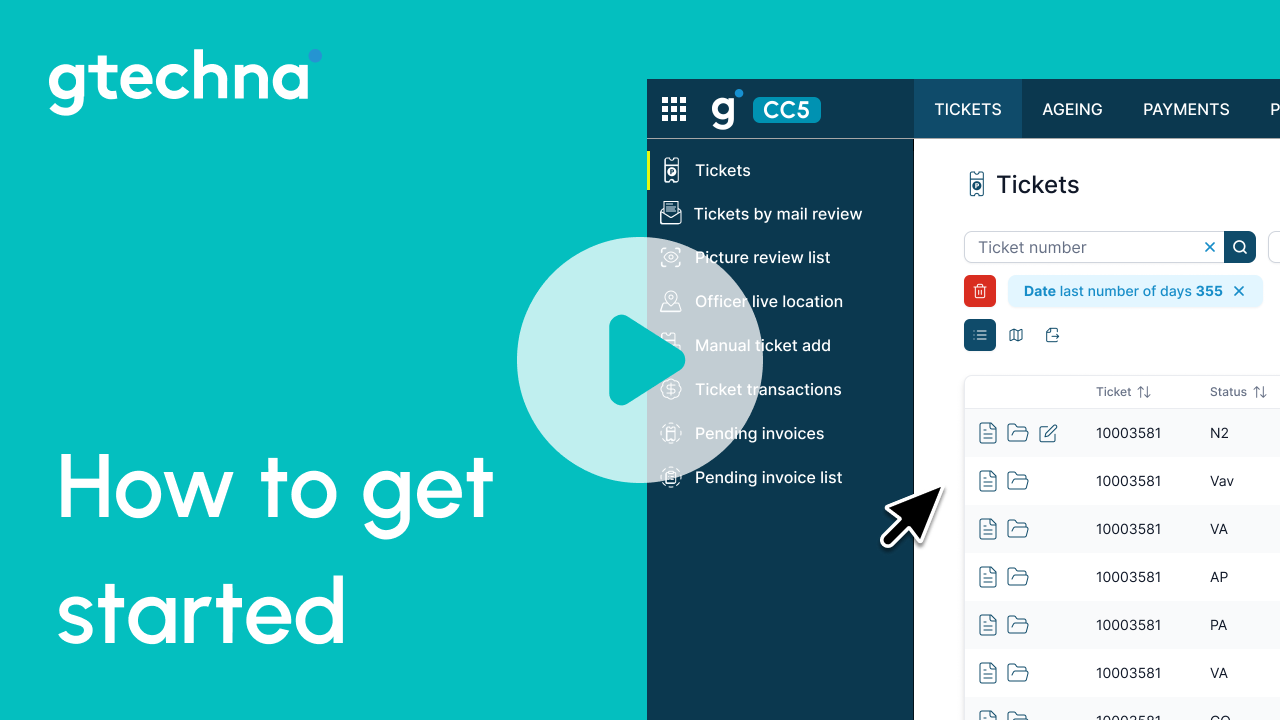 gtechna
How to get
started
g CC5
TICKETS AGEING PAYMENTS P
Tickets
Tickets by mail review
Picture review list
Officer live location
Manual ticket add
Ticket transactions
Pending invoices
Pending invoice list
Tickets
Ticket number
Date last number of days 355
Ticket Status
10003581 N2
10003581 Vav
10003581 VA
10003581 AP
10003581 PA
10003581 VA